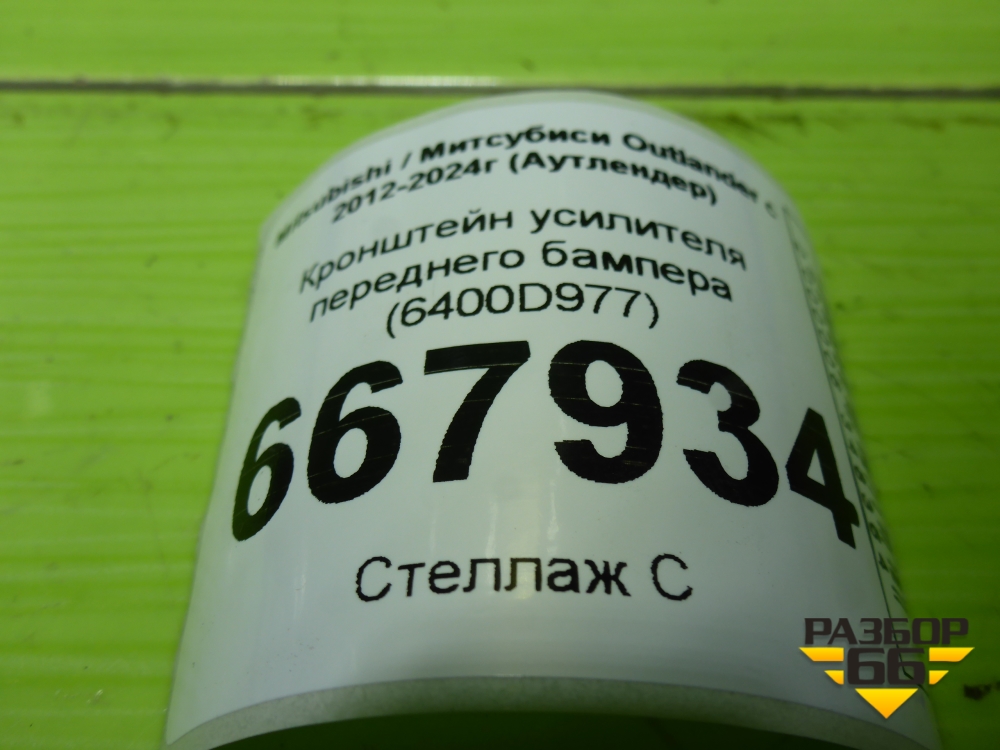 Mitsubishi / Митсубиси Outlander с
2012-2024г (Аутлендер)
Кронштейн усилителя
переднего бампера
(6400D977)
667934
Стеллаж С
РАЗБОР
66